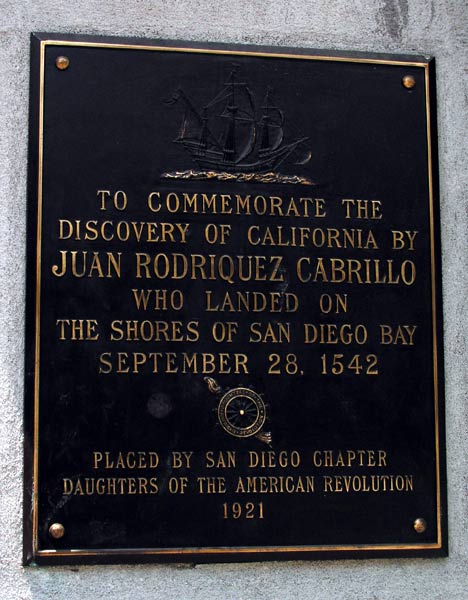 TO COMMEMORATE THE
DISCOVERY OF CALIFORNIA BY
JUAN RODRIQUEZ CABRILLO
WHO LANDED ON
THE SHORES OF SAN DIEGO BAY
SEPTEMBER 28, 1542
PLACED BY SAN DIEGO CHAPTER
DAUGHTERS OF THE AMERICAN REVOLUTION
1921